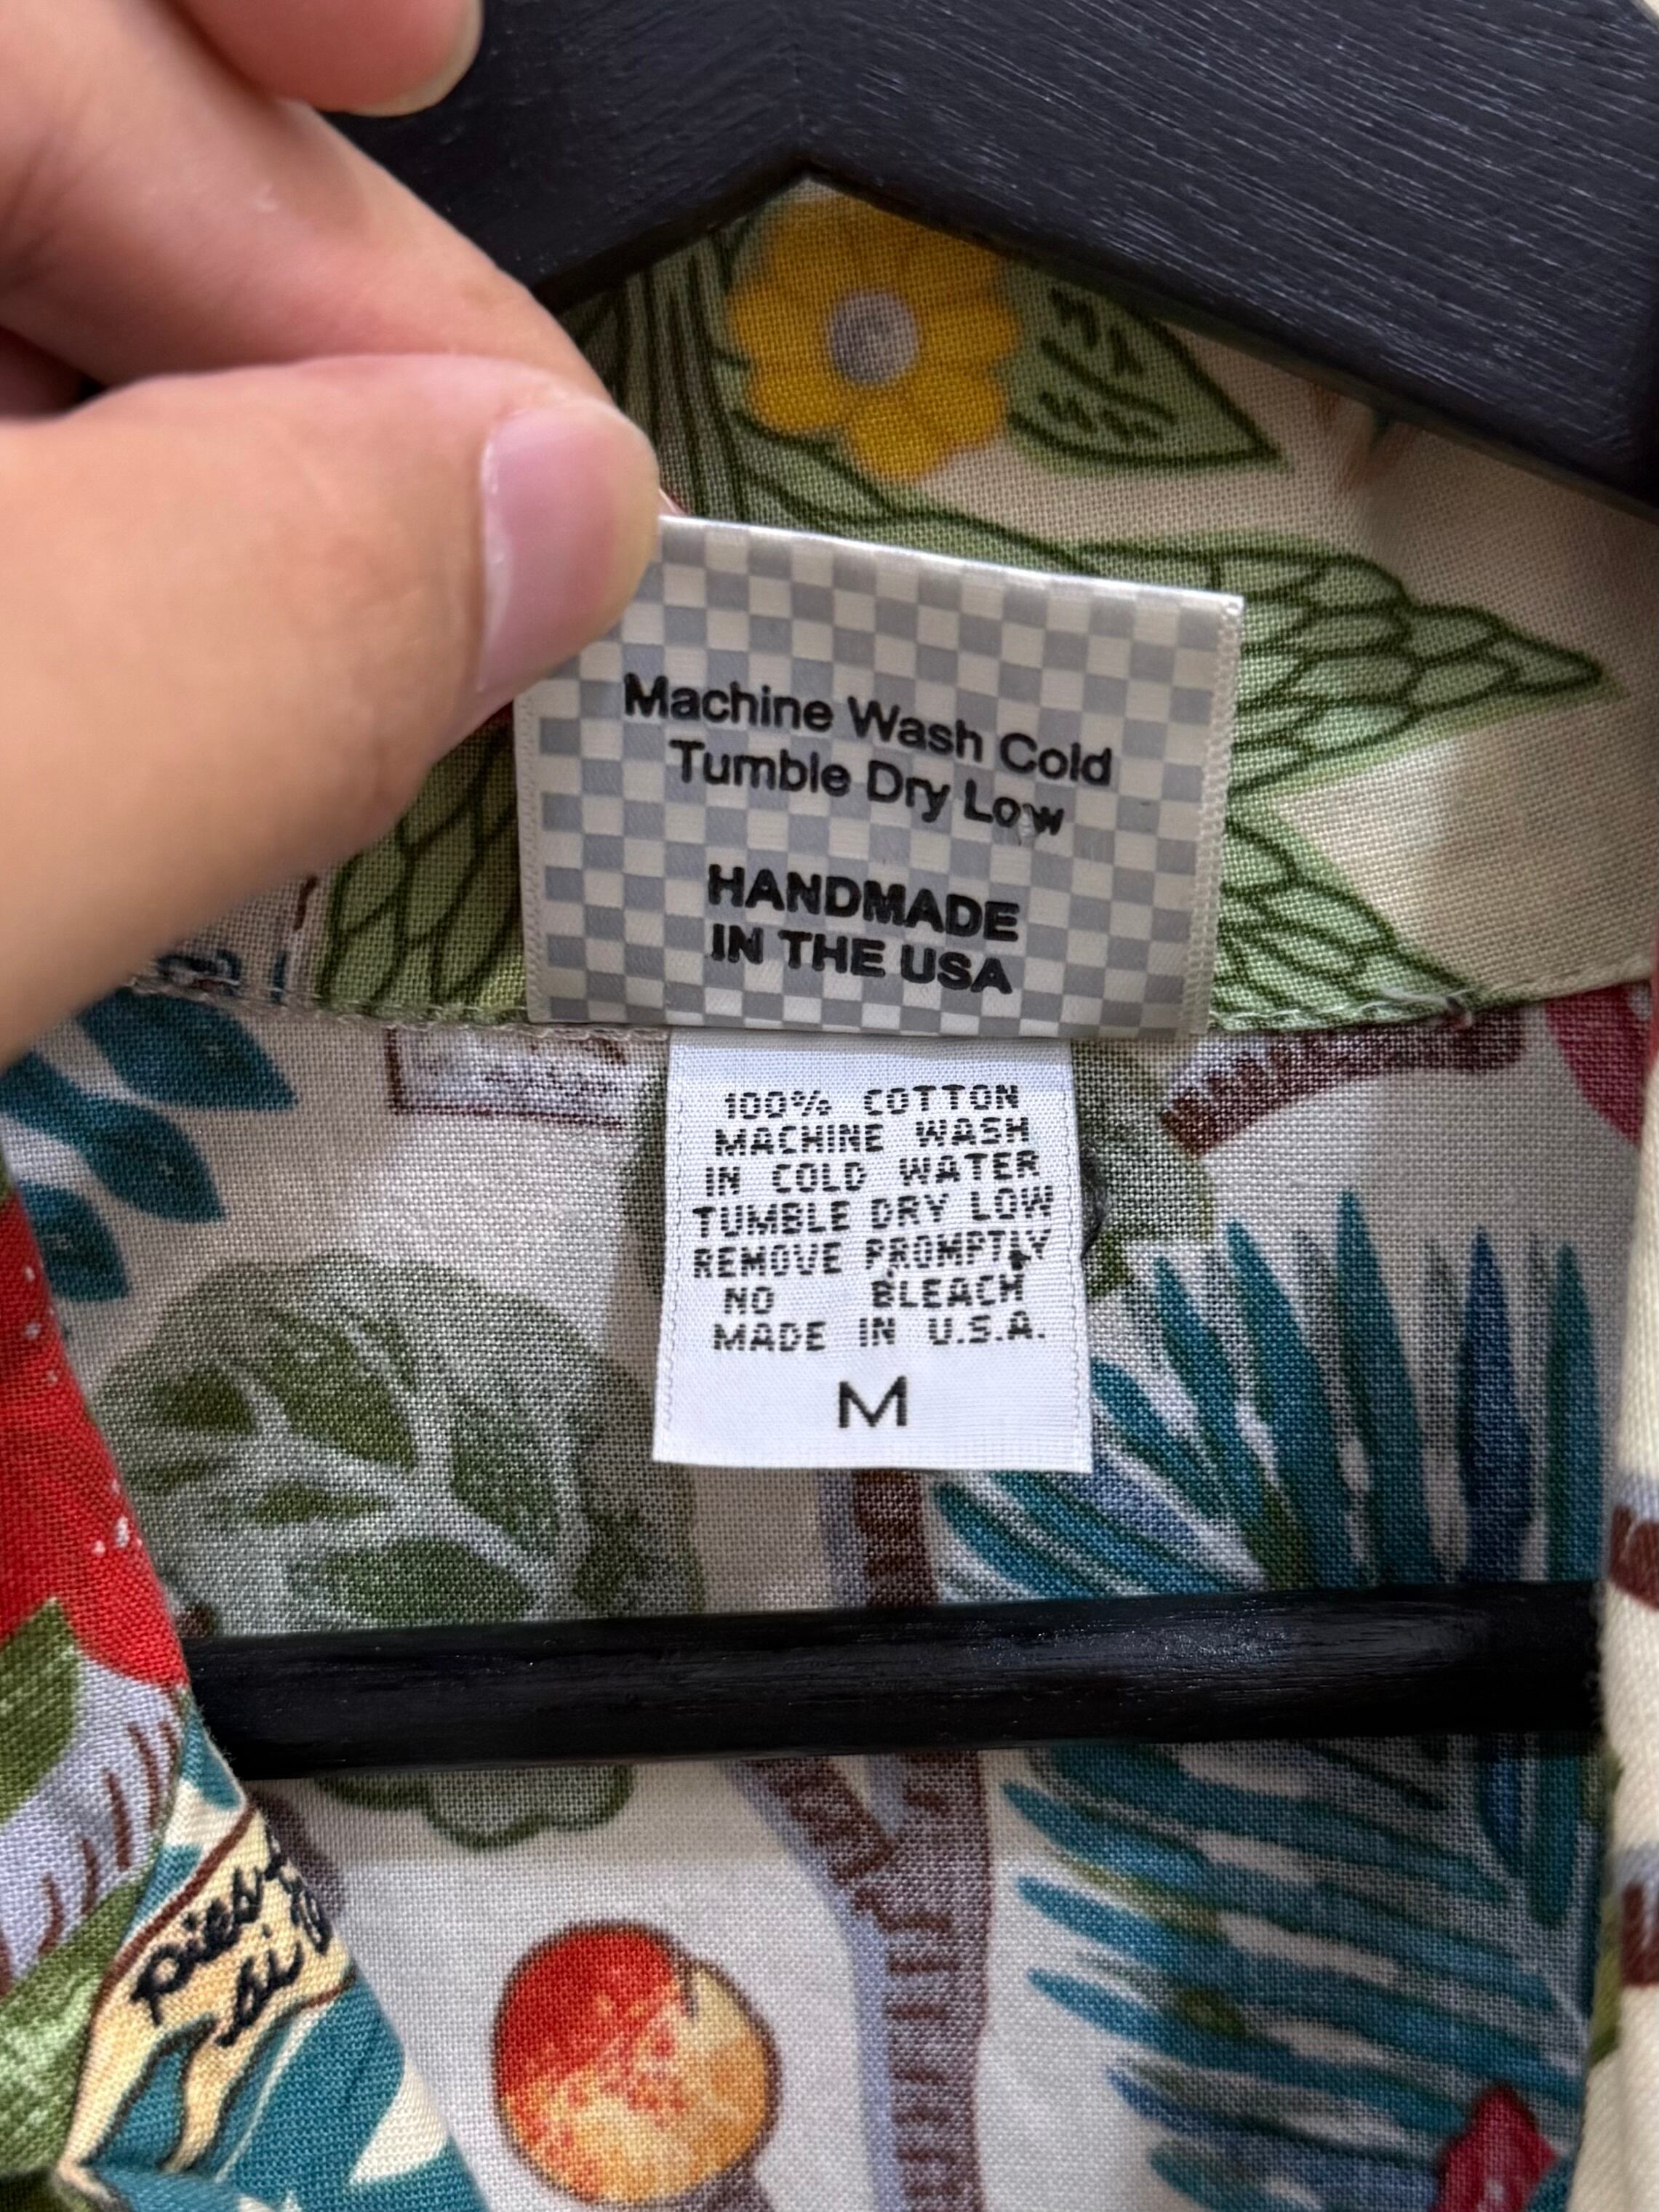 Machine Wash Cold
Tumble Dry Low
HANDMADE
IN THE USA
100% COTTON
MACHINE WASH
IN COLD WATER
TUMBLE DRY LOW
REMOVE PROMPTLY
NO BLEACH
MADE IN U.S.A.
M